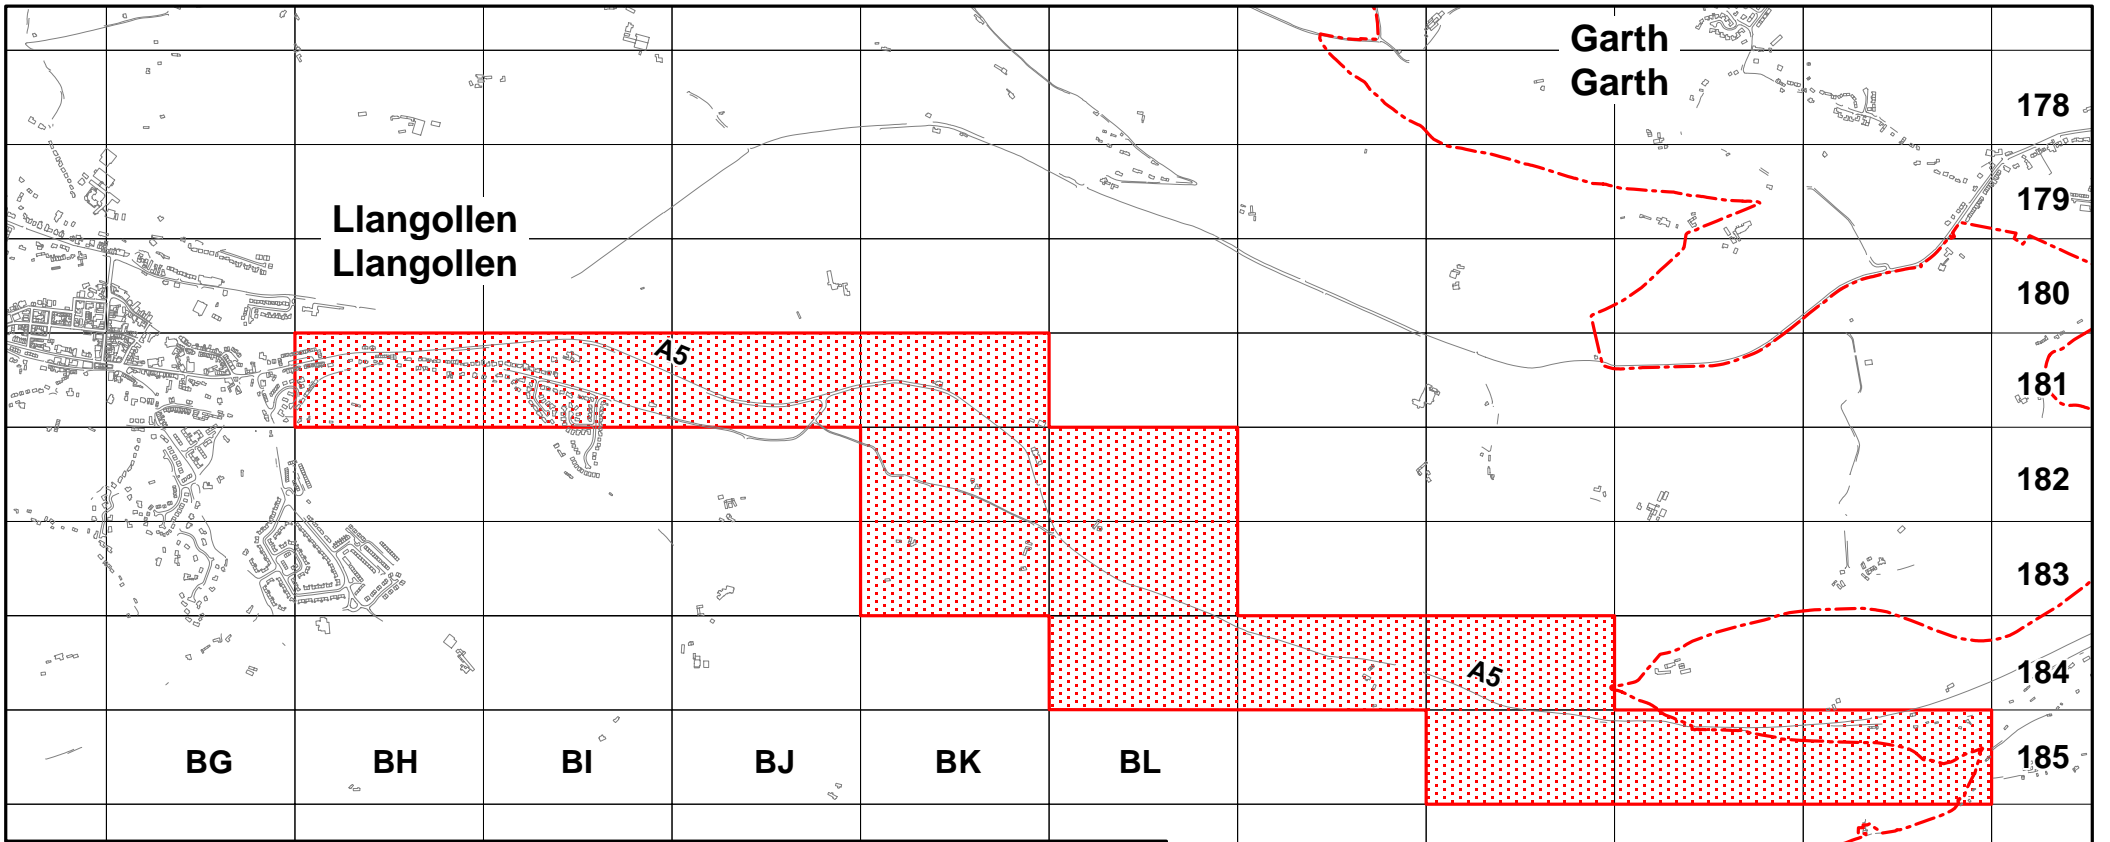 Garth
Garth
178
179
Llangollen
Llangollen
180
A5
181
182
183
A5
184
BG BH BI BJ BK BL 185